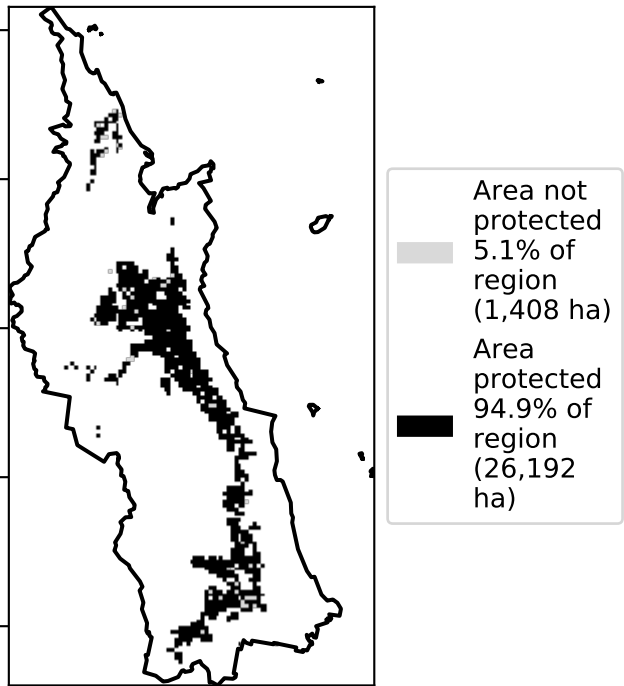 Area not
protected
5.1% of
region
(1,408 ha)
Area
protected
94.9% of
region
(26,192
ha)